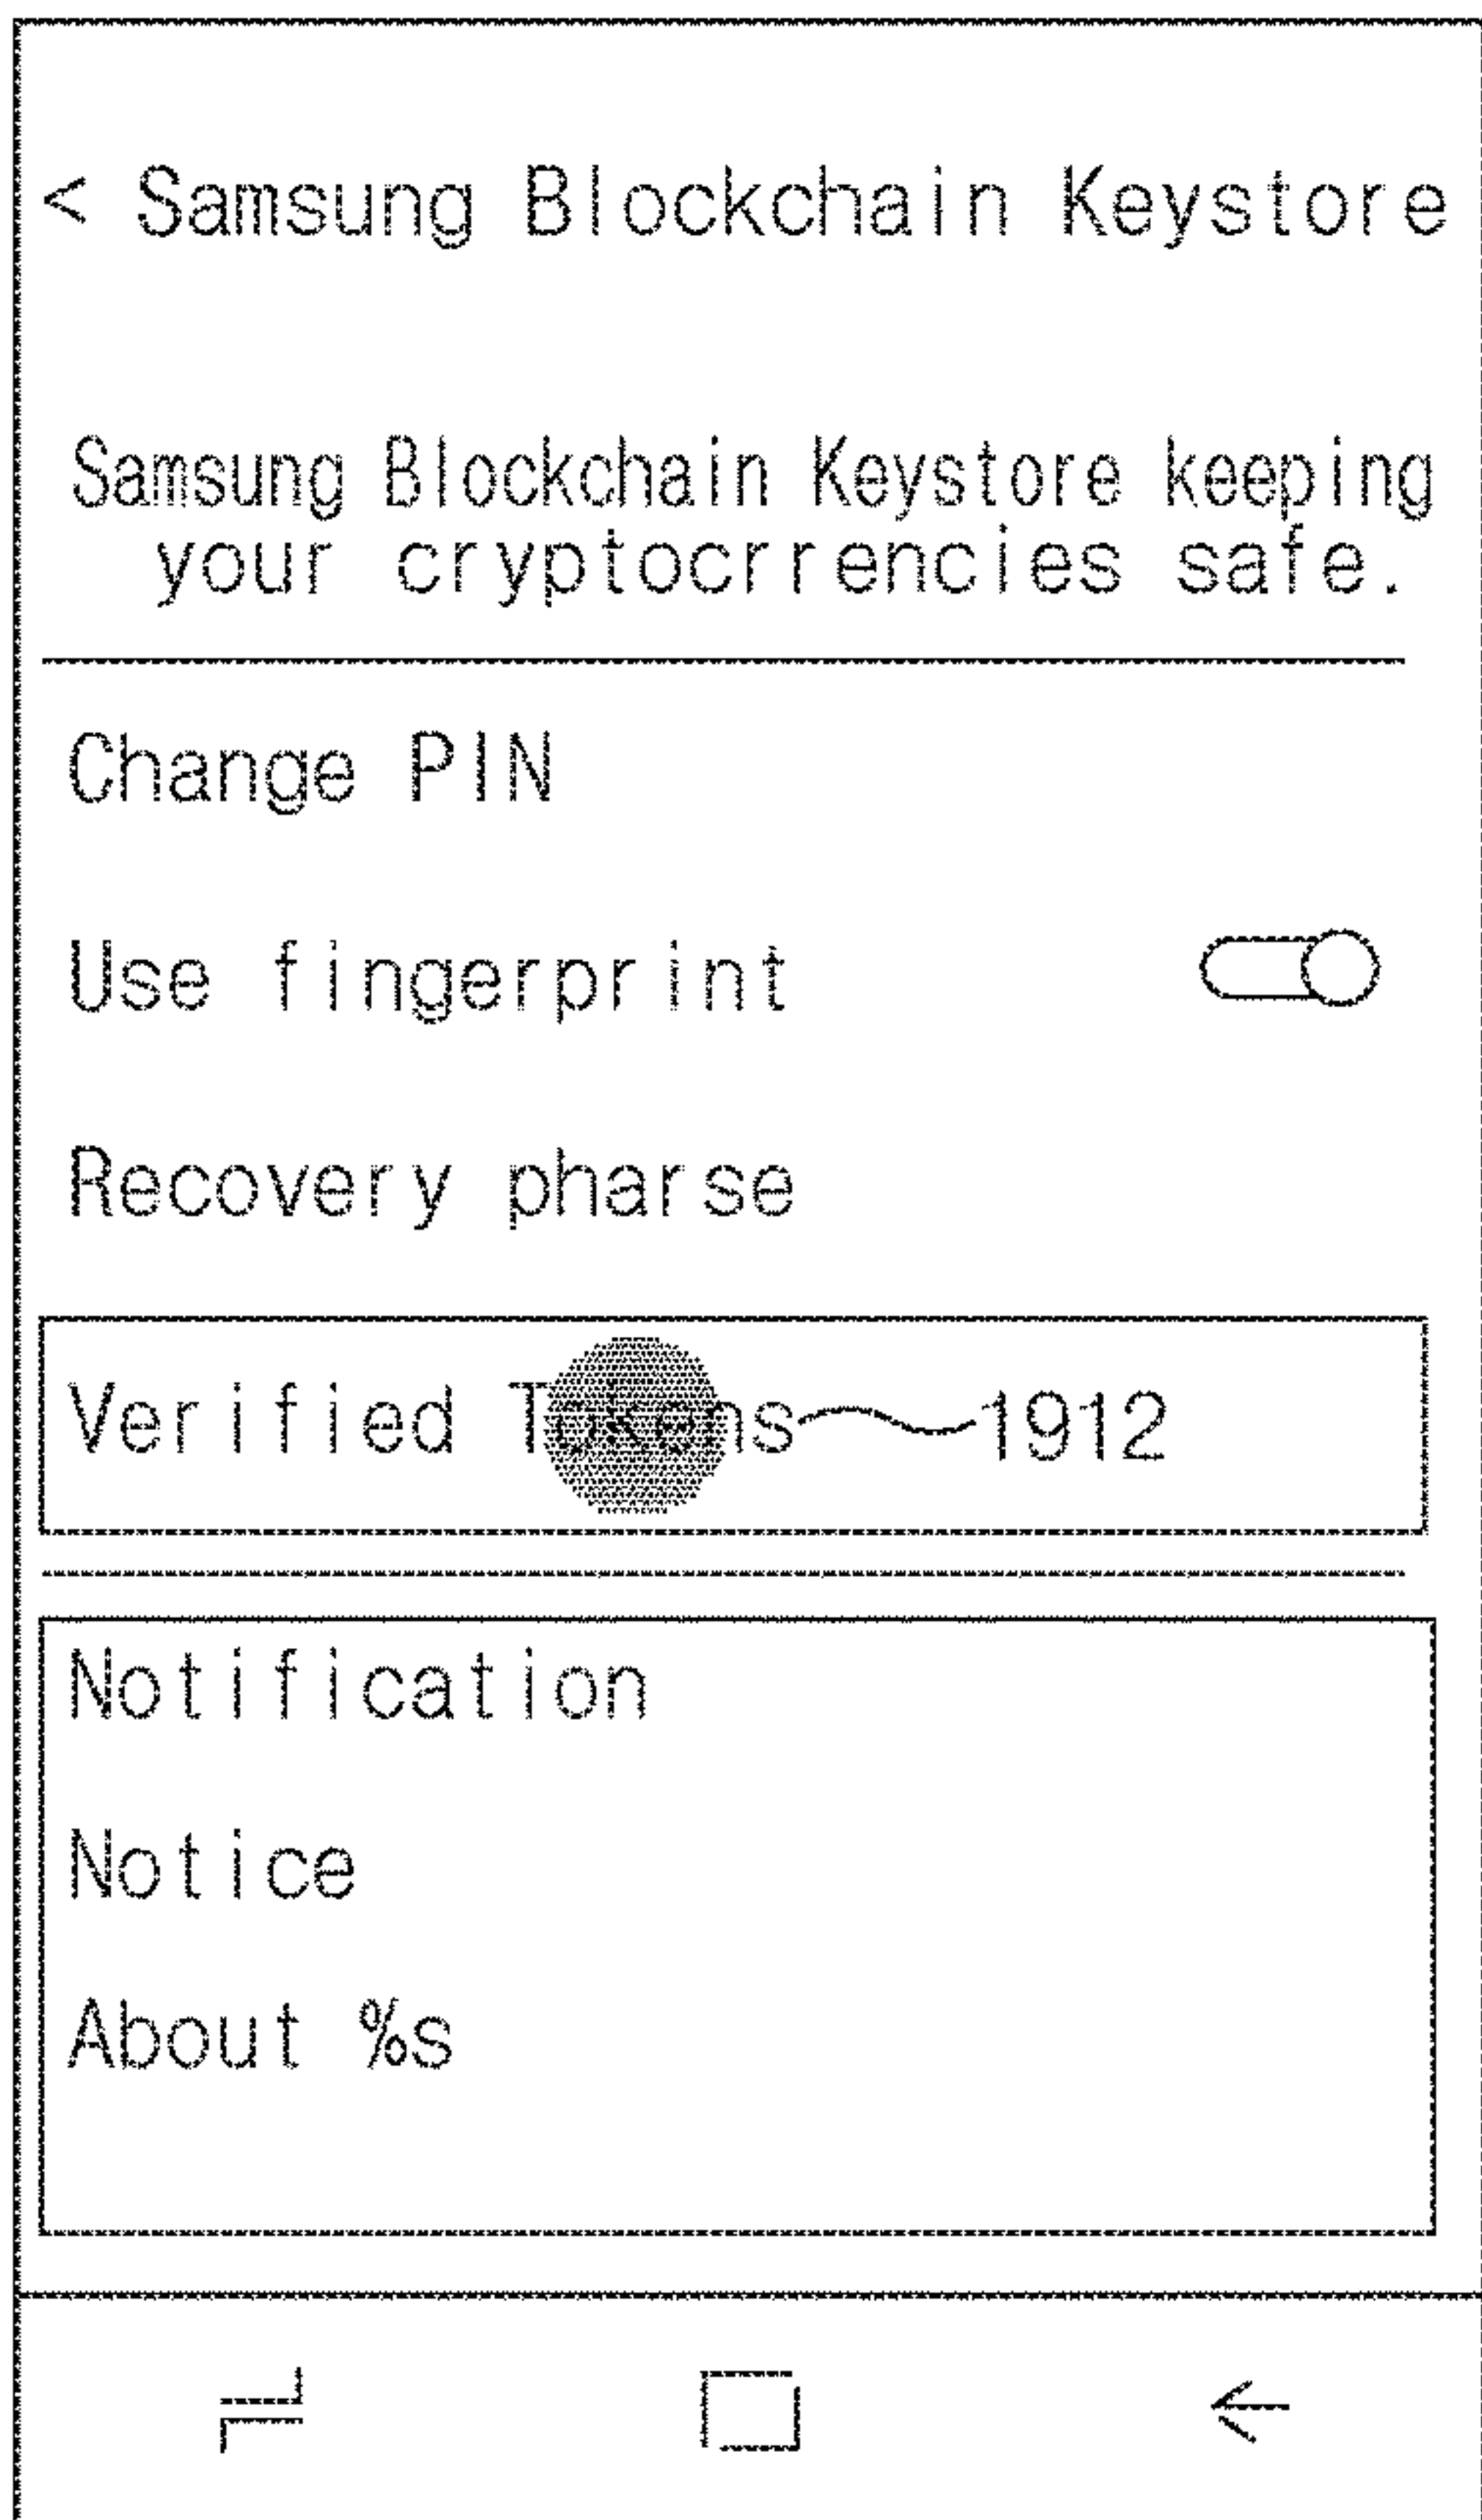 < Samsung Blockchain Keystore
Samsung Blockchain Keystore keeping
your cryptocrrencies safe.
Change PIN
Use fingerprint
Recovery pharse
Verified Tokens 1912
Notification
Notice
About %s